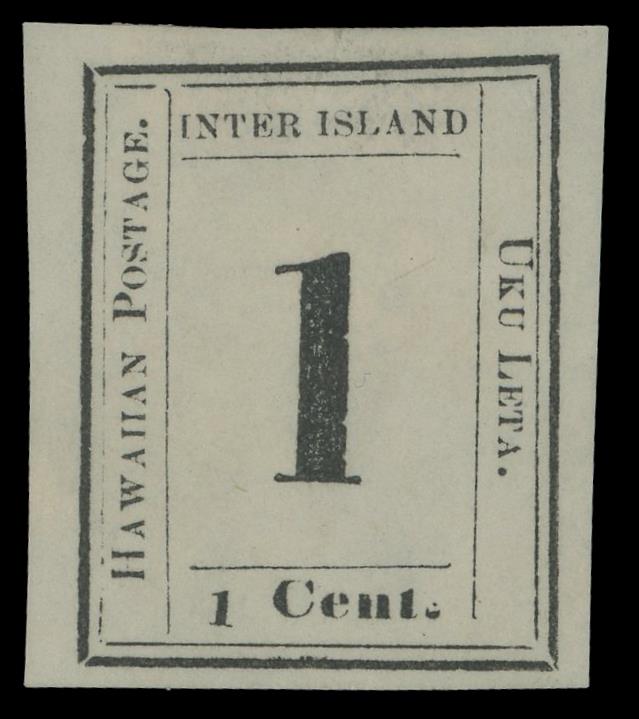 INTER ISLAND
HAWAIIAN POSTAGE.
1
UKU LETA.
1 Cent.